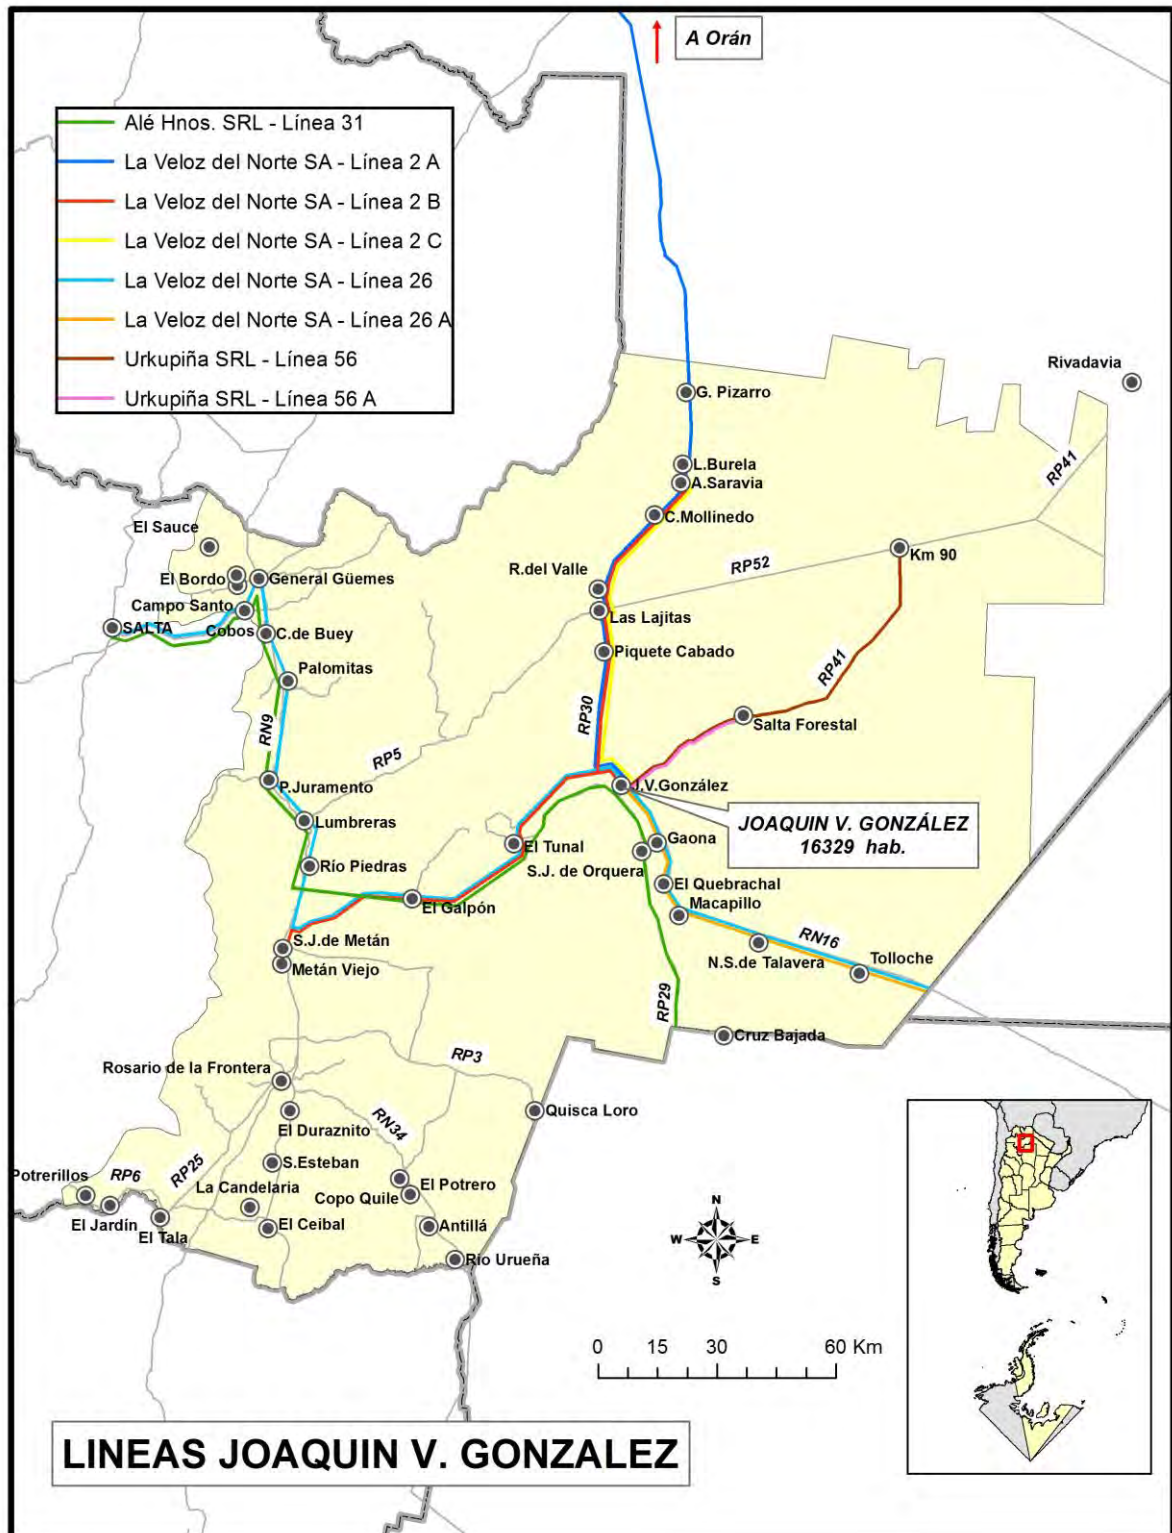 A Orán
Alé Hnos. SRL - Línea 31
La Veloz del Norte SA - Línea 2 A
La Veloz del Norte SA - Línea 2 B
La Veloz del Norte SA - Línea 2 C
La Veloz del Norte SA - Línea 26
La Veloz del Norte SA - Línea 26 A
Urkupiña SRL - Línea 56
Urkupiña SRL - Línea 56 A
Rivadavia
G. Pizarro
L.Burela
A.Saravia
RP41
C.Mollinedo
El Sauce
Km 90
RP52
R.del Valle
El Bordo
General Güemes
Campo Santo
Las Lajitas
SALTA
Cobos
C.de Buey
Piquete Cabado
Palomitas
RP41
RN9
RP30
Salta Forestal
RP5
P.Juramento
J.V.González
Lumbreras
JOAQUIN V. GONZÁLEZ
16329 hab.
Gaona
El Tunal
Río Piedras
S.J. de Orquera
El Quebrachal
El Galpón
Macapillo
RN16
S.J.de Metán
N.S.de Talavera
Tolloche
Metán Viejo
RP29
Cruz Bajada
RP3
Rosario de la Frontera
Quisca Loro
El Duraznito
RN34
S.Esteban
RP25
RP6
Potrerillos
El Potrero
La Candelaria
Copo Quile
El Jardín
El Tala
El Ceibal
Antillá
Río Urueña
N
W
E
S
0 15 30 60 Km
LINEAS JOAQUIN V. GONZALEZ